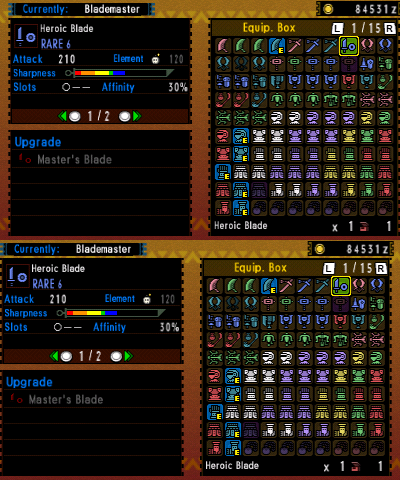 Currently: Blademaster
84531z
Heroic Blade
RARE 6
Attack 210 Element 120
Sharpness
Slots ○-- Affinity 30%
1/2
Upgrade
Master's Blade
Equip. Box L 1/15 R
E
E
E
E
E
E
Heroic Blade x 1 1
Currently: Blademaster
84531z
Heroic Blade
RARE 6
Attack 210 Element 120
Sharpness
Slots ○-- Affinity 30%
1/2
Upgrade
Master's Blade
Equip. Box L 1/15 R
E
E
E
E
E
Heroic Blade x 1 1